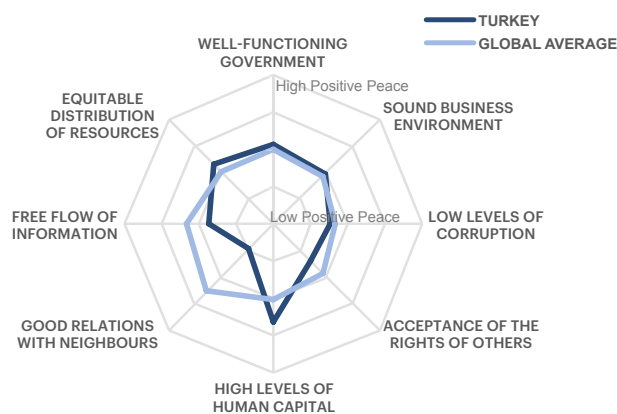 TURKEY
GLOBAL AVERAGE
WELL-FUNCTIONING
GOVERNMENT
High Positive Peace
EQUITABLE
DISTRIBUTION
OF RESOURCES
SOUND BUSINESS
ENVIRONMENT
FREE FLOW OF
INFORMATION
Low Positive Peace
LOW LEVELS OF
CORRUPTION
GOOD RELATIONS
WITH NEIGHBOURS
ACCEPTANCE OF THE
RIGHTS OF OTHERS
HIGH LEVELS OF
HUMAN CAPITAL